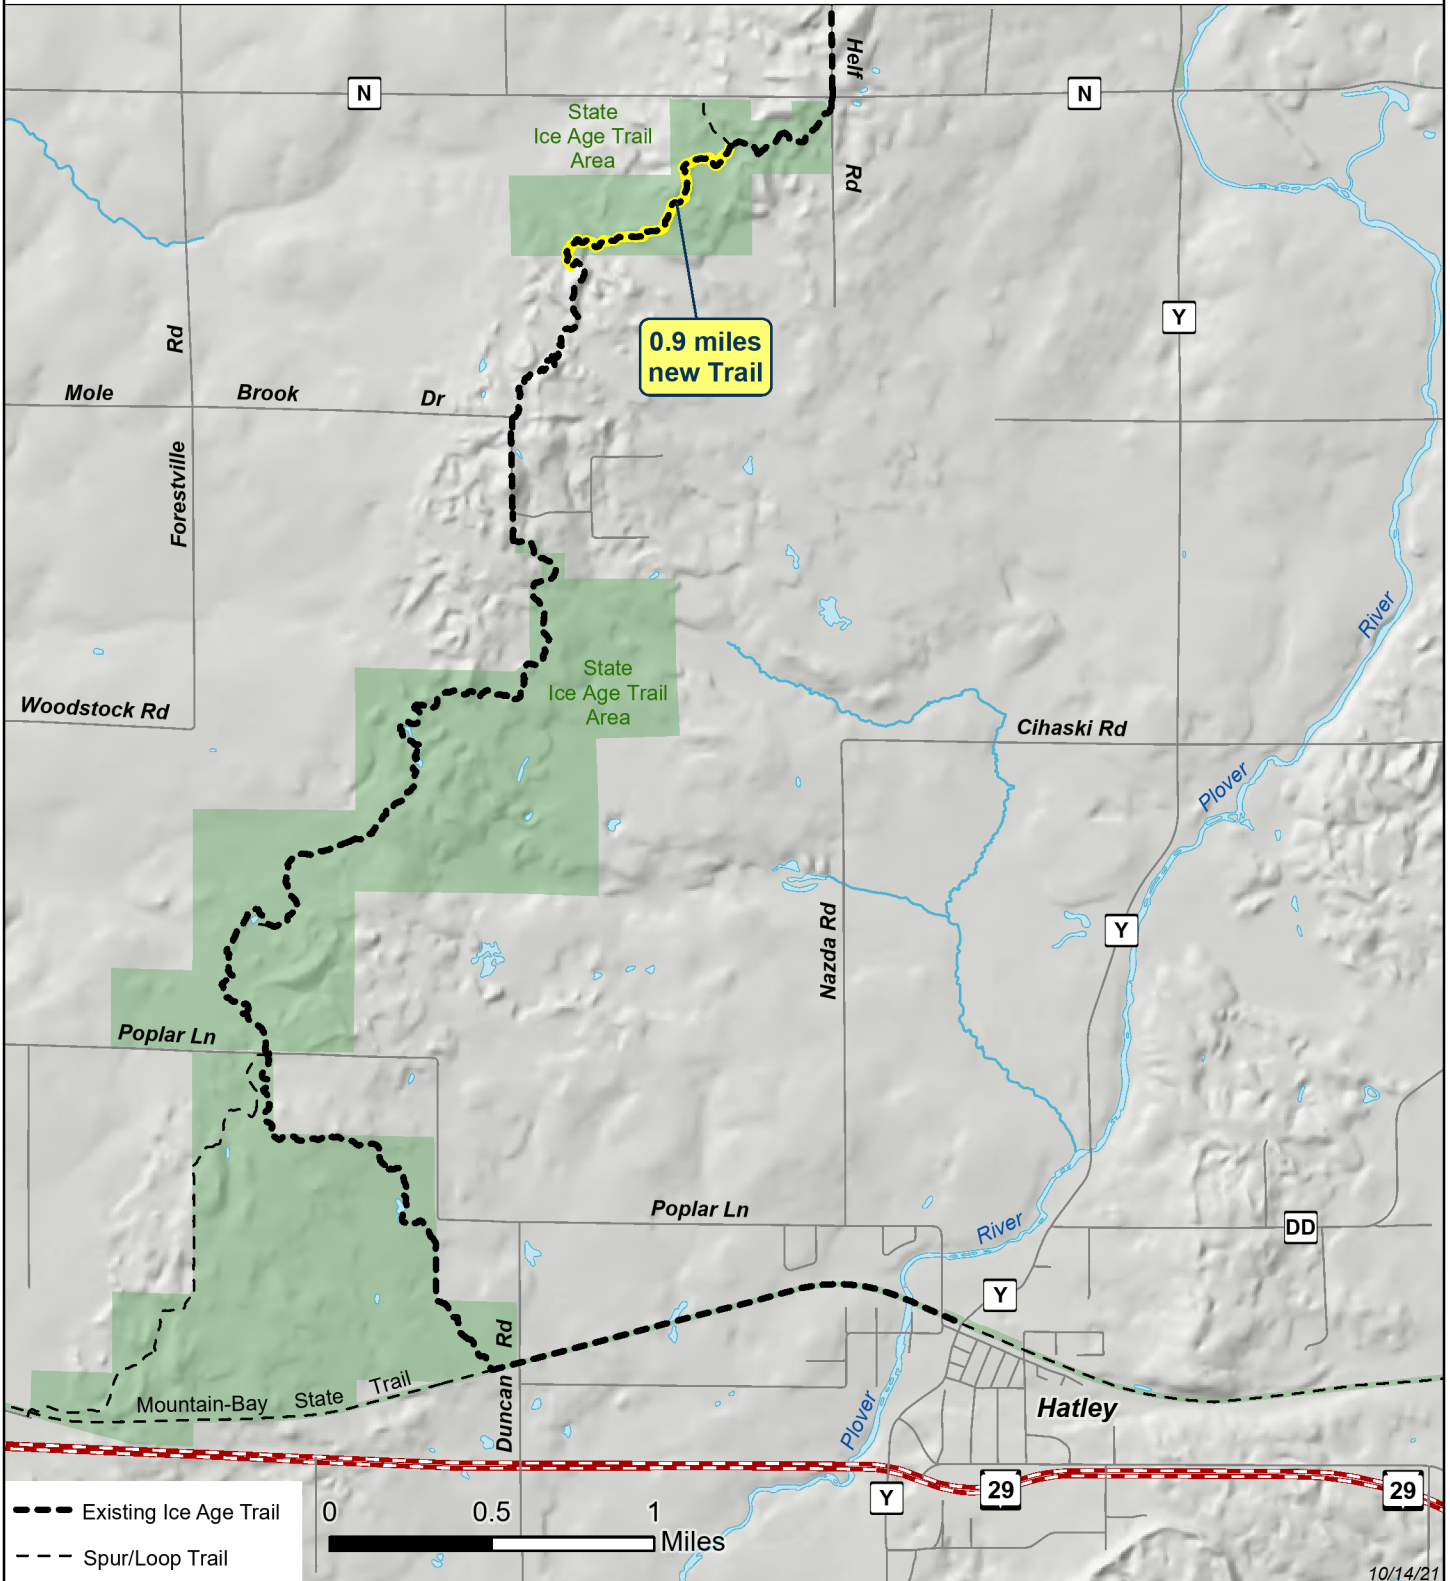 Helf
N
N
State
Ice Age Trail
Area
Rd
Y
Rd
0.9 miles
new Trail
Mole Brook Dr
Forestville
River
State
Ice Age Trail
Area
Woodstock Rd
Cihaski Rd
Plover
Nazda Rd
Y
Poplar Ln
Poplar Ln
River
DD
Y
Rd
Mountain-Bay State Trail
Duncan
Plover
Hatley
29
29
Y
Existing Ice Age Trail
Spur/Loop Trail
0 0.5 1
Miles
10/14/21